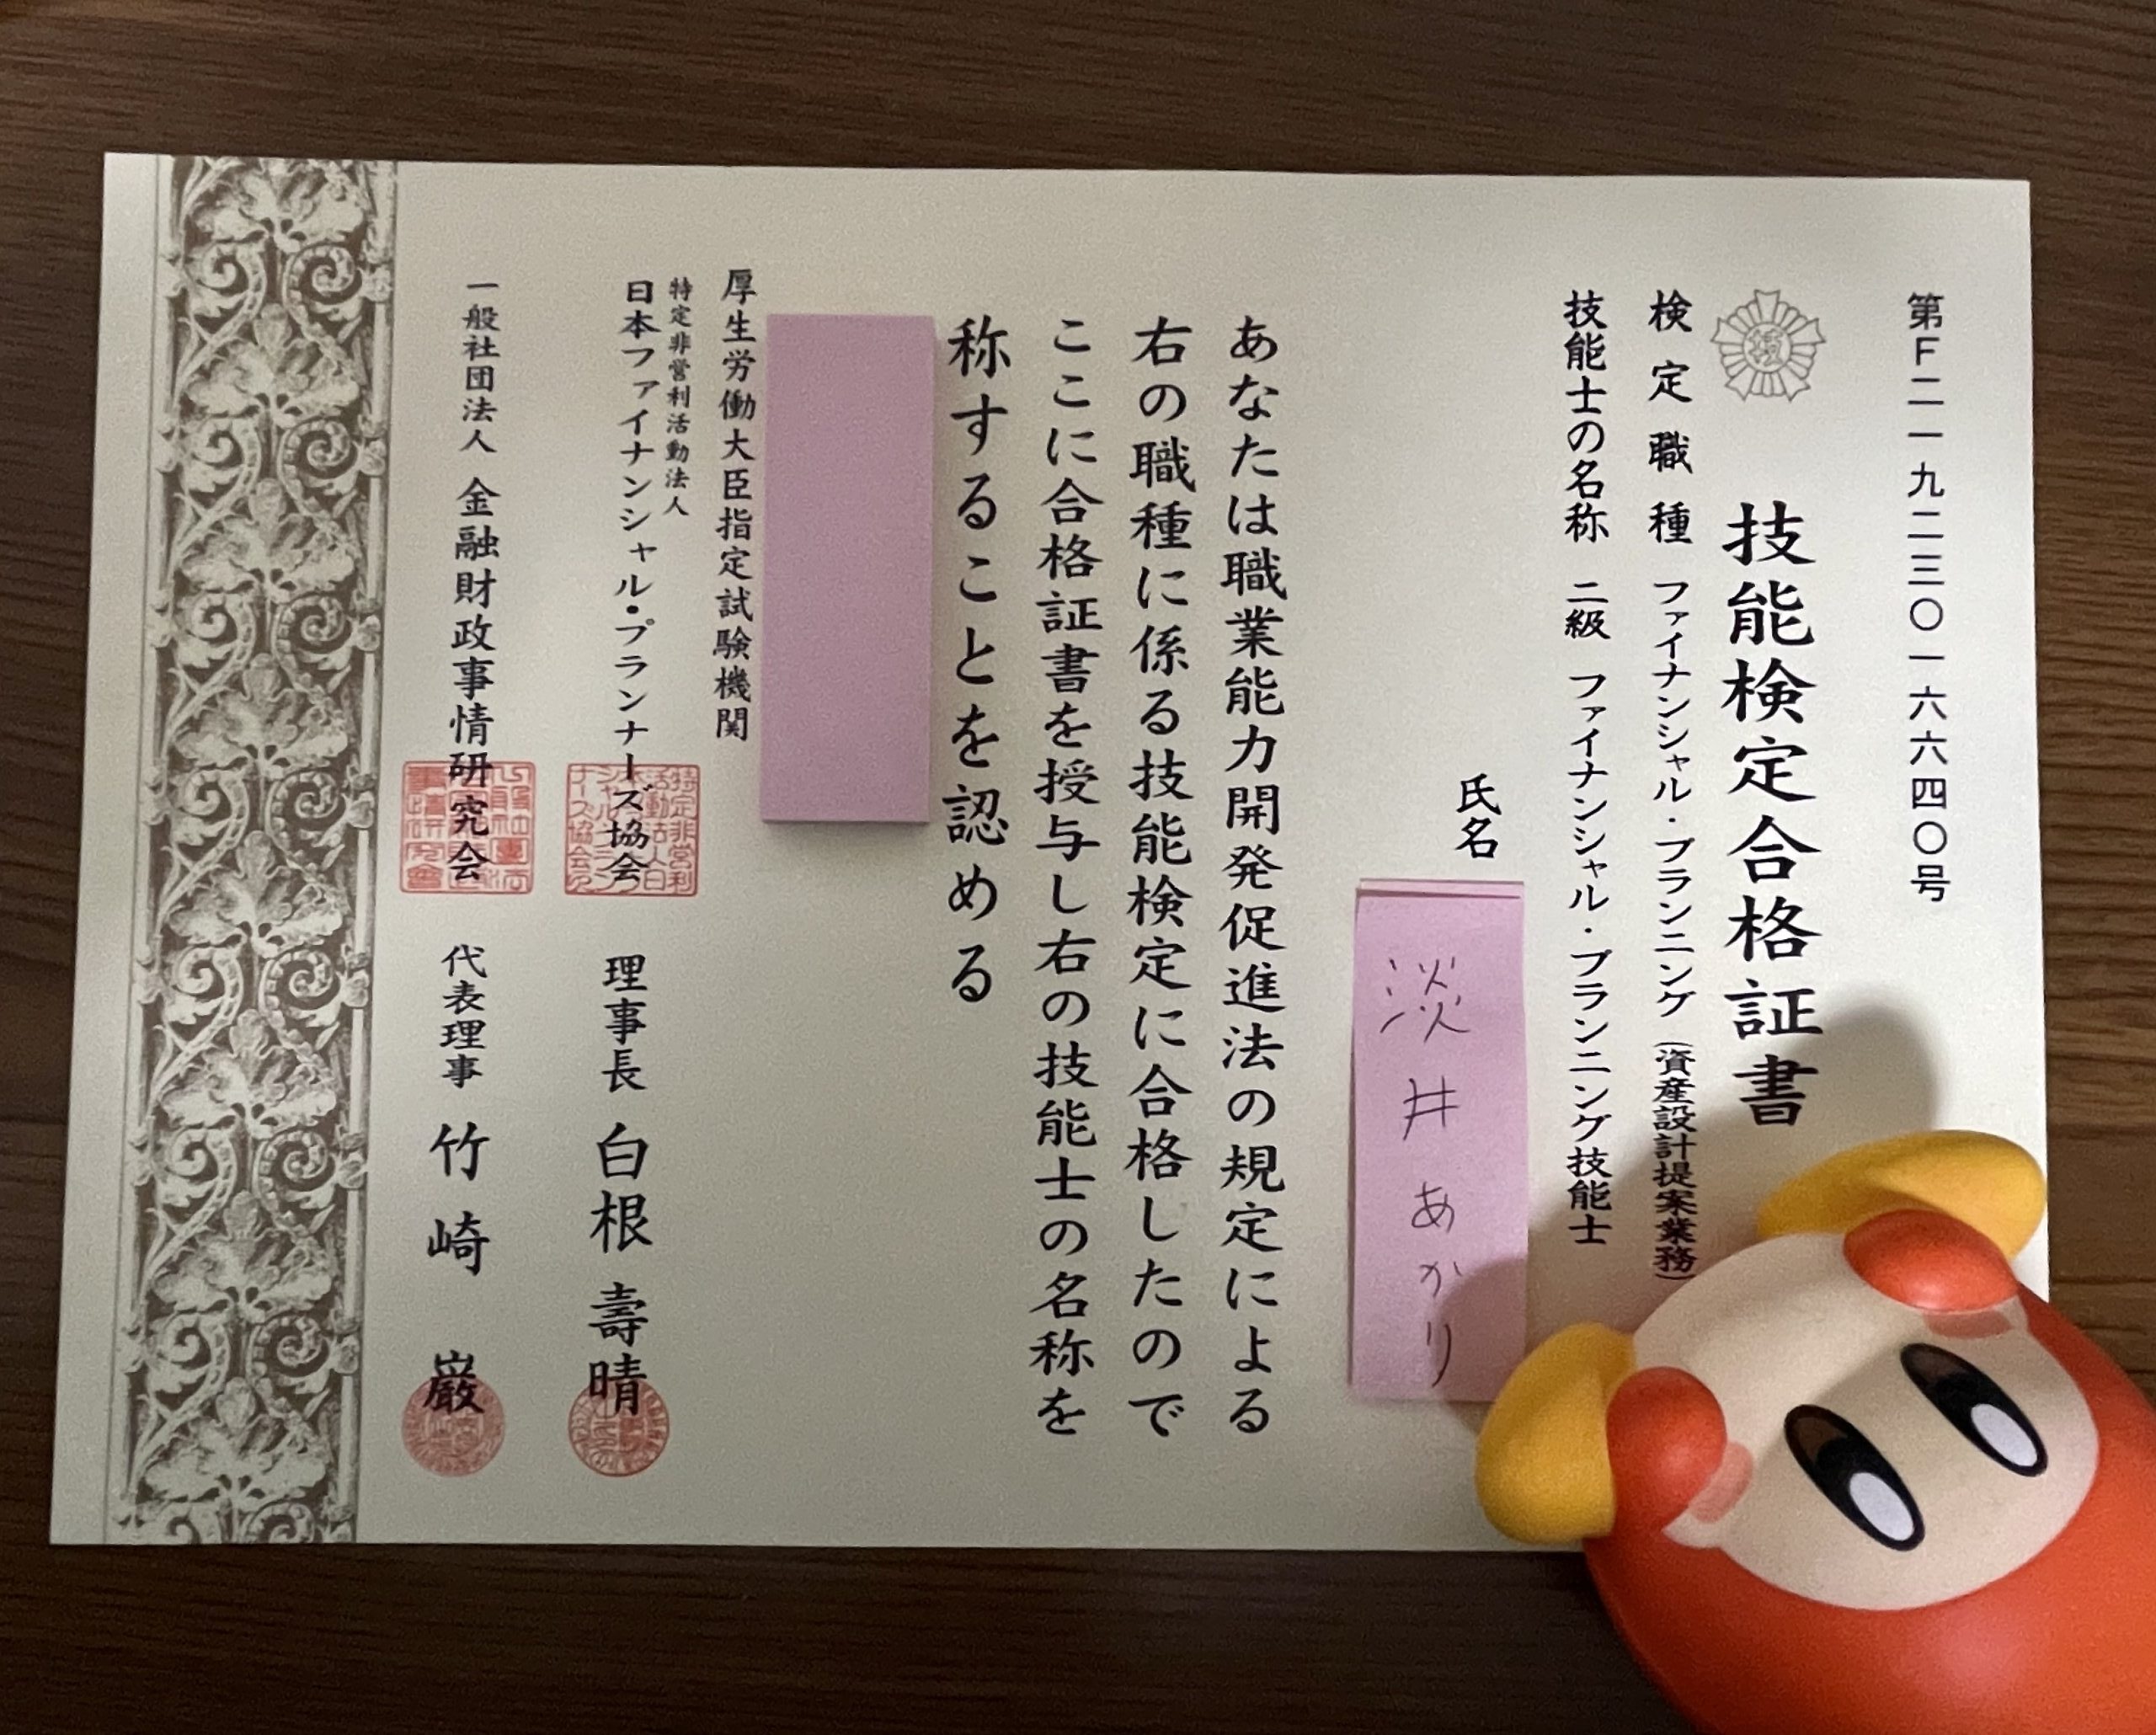 第F二一九二三〇一六六四〇号
技能検定合格証書
検定職種 ファイナンシャル・プランニング（資産設計提案業務）
技能士の名称 二級 ファイナンシャル・プランニング技能士
氏名
淡井あかり
あなたは職業能力開発促進法の規定による
右の職種に係る技能検定に合格したので
ここに合格証書を授与し右の技能士の名称を
称することを認める
厚生労働大臣指定試験機関
特定非営利活動法人
日本ファイナンシャル・プランナーズ協会 理事長 白根 壽晴
一般社団法人 金融財政事情研究会 代表理事 竹崎 巌